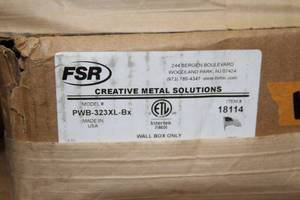 FSR
244 BERGEN BOULEVARD
WOODLAND PARK, NJ 07424
CREATIVE METAL SOLUTIONS
MODEL#
PWB-323XL-Bx
MADE IN
USA
ETL
Intertek
ITEM#
18114
WALL BOX ONLY